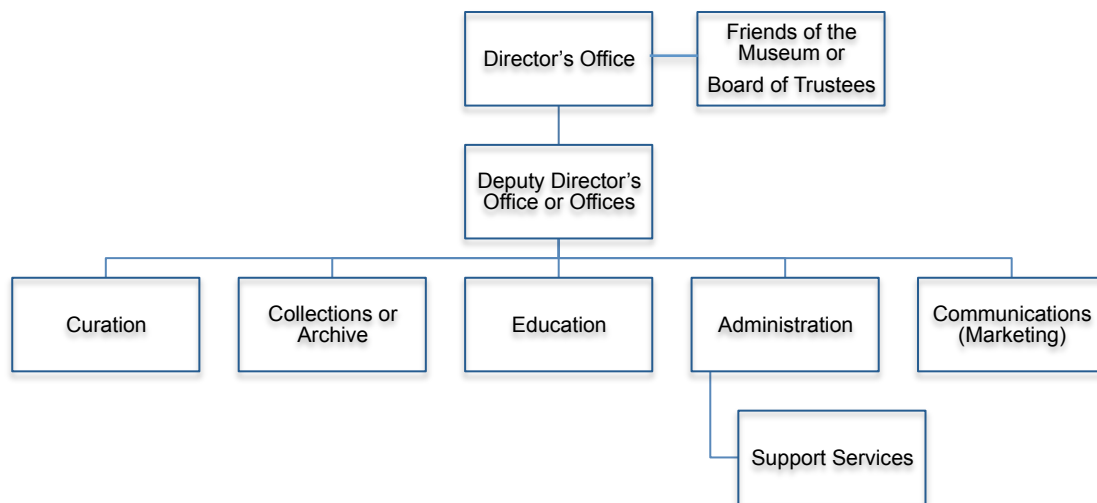 Director’s Office
Friends of the
Museum or
Board of Trustees
Deputy Director’s
Office or Offices
Curation
Collections or
Archive
Education
Administration
Communications
(Marketing)
Support Services